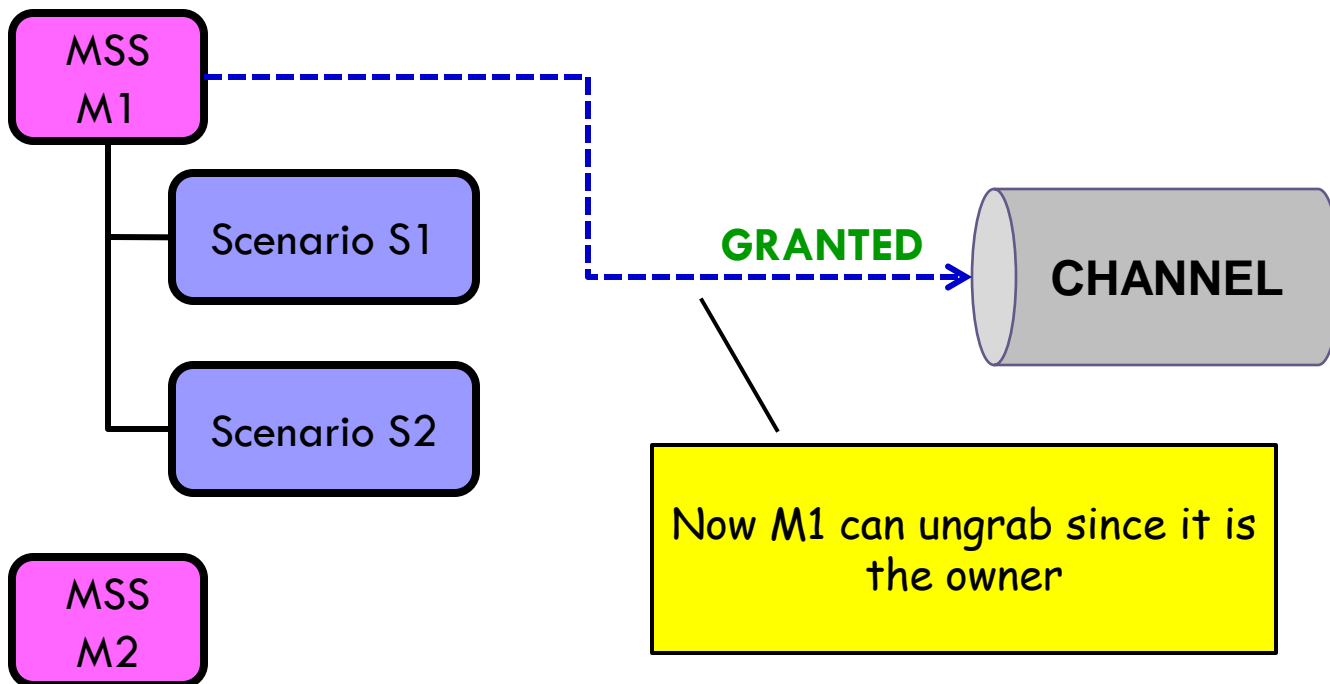 MSS
M1
Scenario S1
GRANTED
CHANNEL
Scenario S2
Now M1 can ungrab since it is
the owner
MSS
M2